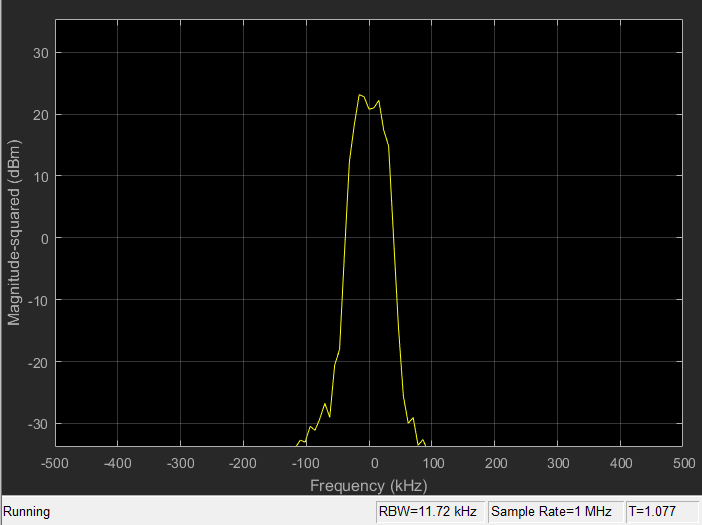 30
20
10
0
-10
-20
-30
Magnitude-squared (dBm)
-500 -400 -300 -200 -100 0 100 200 300 400 500
Frequency (kHz)
Running RBW=11.72 kHz Sample Rate=1 MHz T=1.077